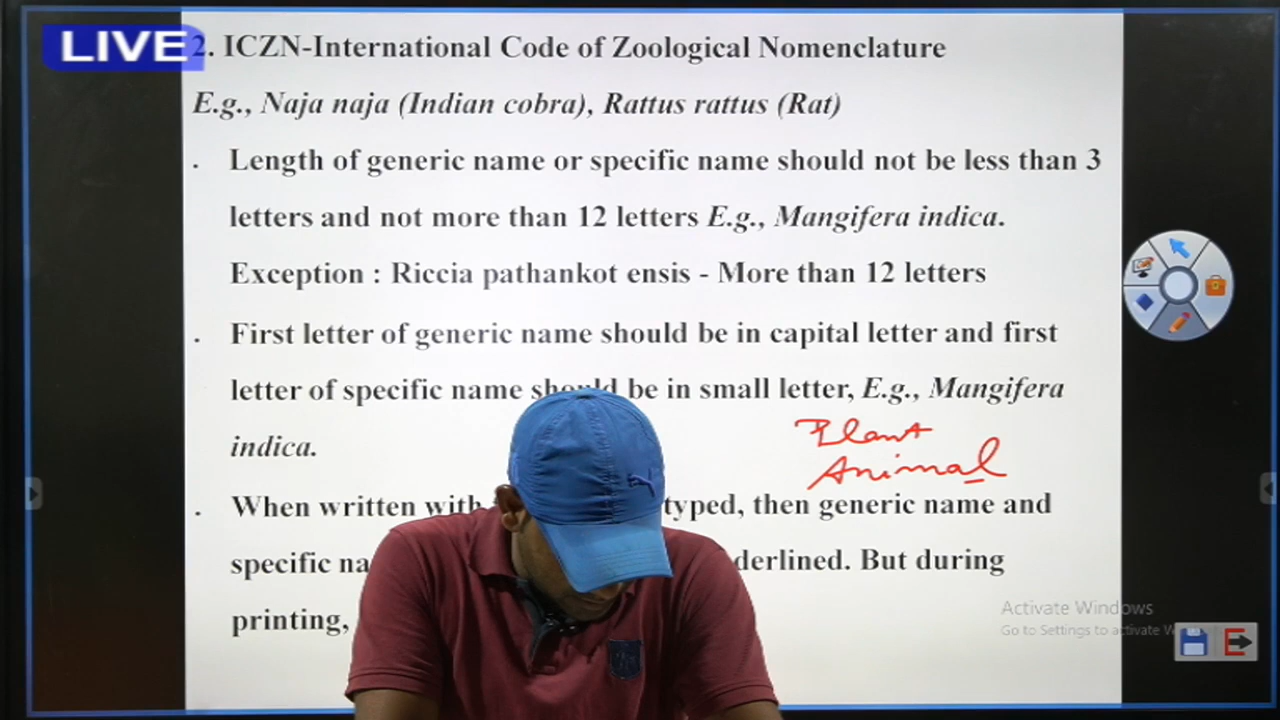 LIVE
2. ICZN-International Code of Zoological Nomenclature
E.g., Naja naja (Indian cobra), Rattus rattus (Rat)
. Length of generic name or specific name should not be less than 3
letters and not more than 12 letters E.g., Mangifera indica.
Exception : Riccia pathankot ensis - More than 12 letters
. First letter of generic name should be in capital letter and first
letter of specific name should be in small letter, E.g., Mangifera
indica.
Plant
Animal
. When written with typed, then generic name and
specific derlined. But during
printing,
Activate Windows
Go to Settings to activate